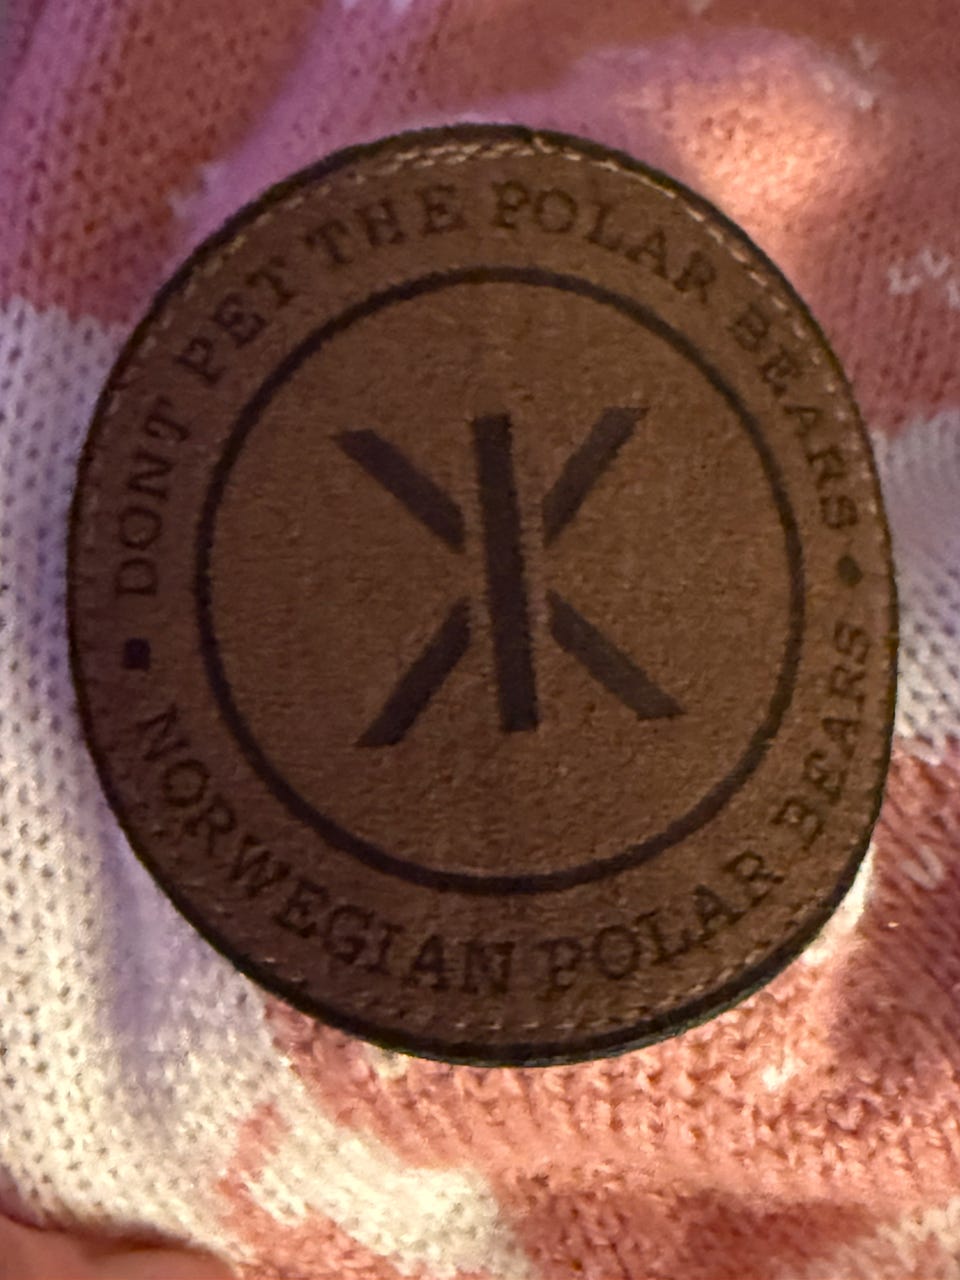 DONT PET THE POLAR BEARS
NORWEGIAN POLAR BEARS